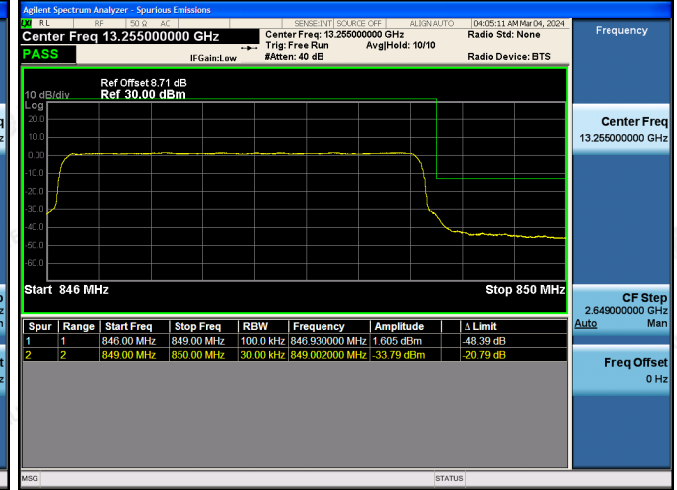 Agilent Spectrum Analyzer - Spurious Emissions
R L RF 50 Ω AC SENSE:INT SOURCE OFF ALIGN AUTO 04:05:11 AM Mar 04, 2024
Center Freq 13.255000000 GHz
Center Freq: 13.255000000 GHz Radio Std: None
Trig: Free Run Avg|Hold: 10/10
PASS IFGain:Low #Atten: 40 dB Radio Device: BTS
Ref Offset 8.71 dB
10 dB/div Ref 30.00 dBm
Log
20.0
10.0
0.00
-10.0
-20.0
-30.0
-40.0
-50.0
-60.0
Start 846 MHz Stop 850 MHz
Spur Range Start Freq Stop Freq RBW Frequency Amplitude Δ Limit
1 1 846.00 MHz 849.00 MHz 100.0 kHz 846.930000 MHz 1.605 dBm -48.39 dB
2 2 849.00 MHz 850.00 MHz 30.00 kHz 849.002000 MHz -33.79 dBm -20.79 dB
MSG STATUS
Frequency
Center Freq
13.255000000 GHz
CF Step
2.649000000 GHz
Auto Man
Freq Offset
0 Hz